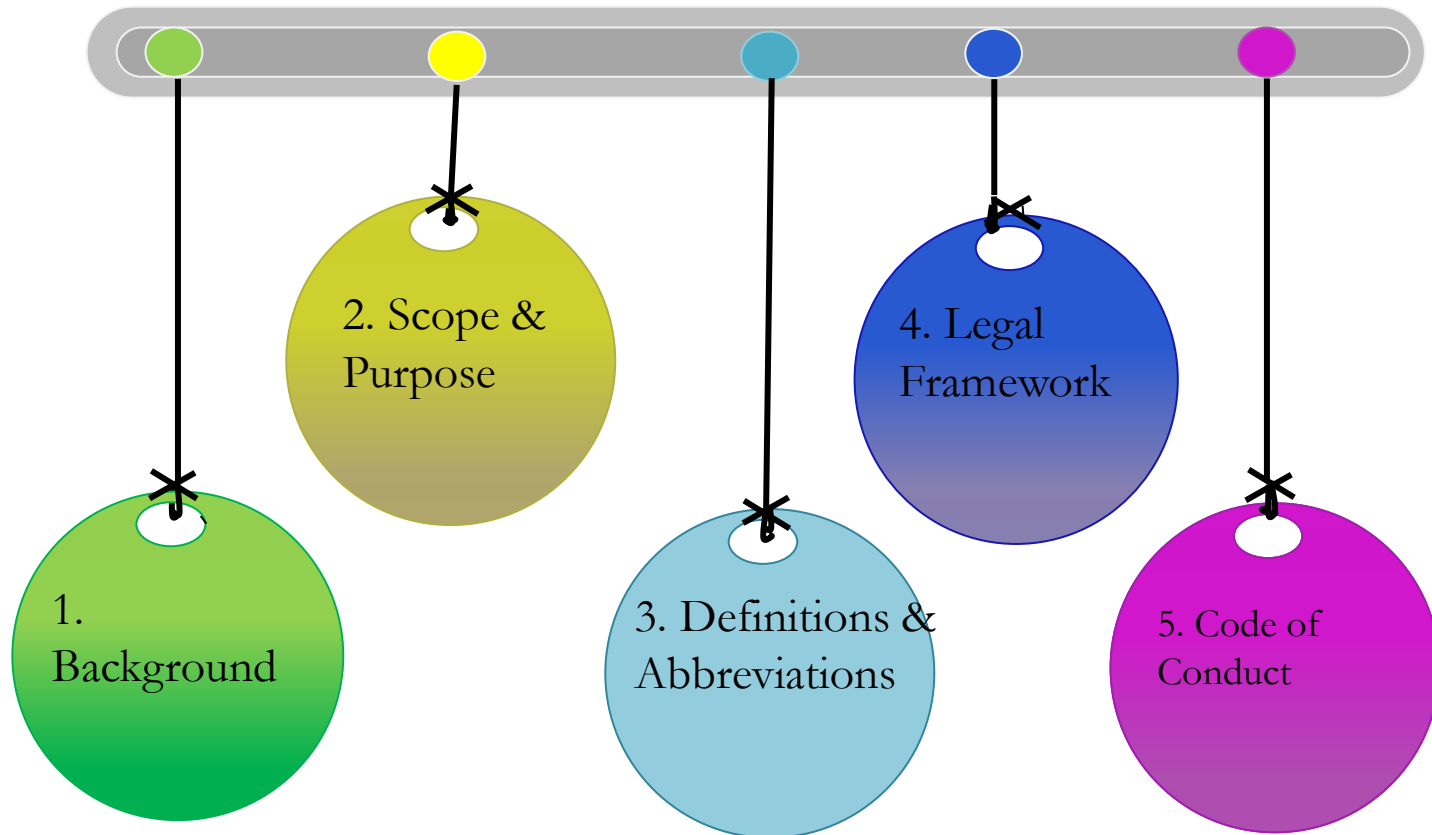 1.
Background
2. Scope &
Purpose
3. Definitions &
Abbreviations
4. Legal
Framework
5. Code of
Conduct